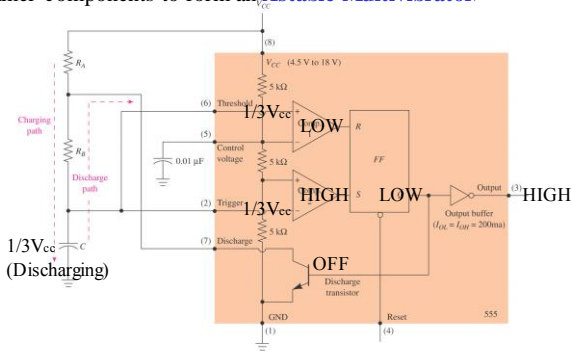 components to form an Astable Multivibrator
VCC
(8)
VCC (4.5 V to 18 V)
RA
5 kΩ
(6) Threshold
1/3Vcc
Charging
path
LOW
R
(5) Control
voltage
0.01 μF
RB
5 kΩ
FF
Discharge
path
HIGH
S
LOW
Output
(3)
HIGH
Output buffer
(IOL = IOH = 200ma)
(2) Trigger
1/3Vcc
5 kΩ
(7) Discharge
1/3Vcc
C
(Discharging)
OFF
Discharge
transistor
GND
Reset
555
(1)
(4)